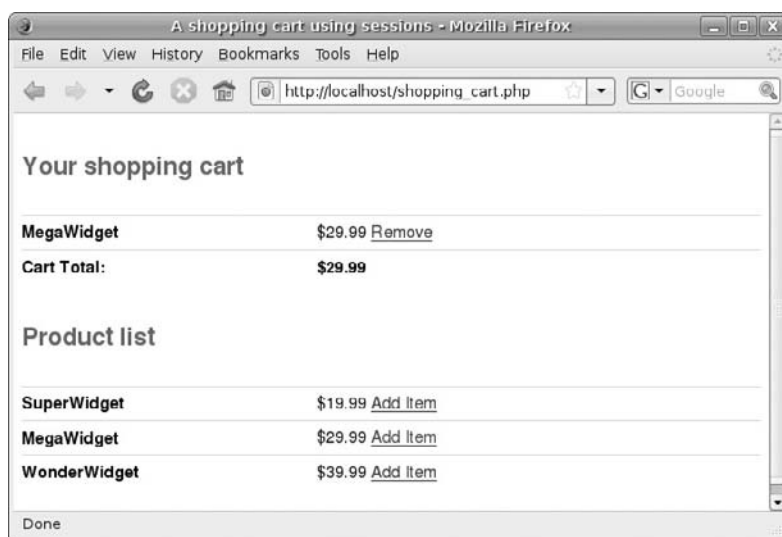 A shopping cart using sessions - Mozilla Firefox
File Edit View History Bookmarks Tools Help
http://localhost/shopping_cart.php G Google
Your shopping cart
MegaWidget $29.99 Remove
Cart Total: $29.99
Product list
SuperWidget $19.99 Add Item
MegaWidget $29.99 Add Item
WonderWidget $39.99 Add Item
Done